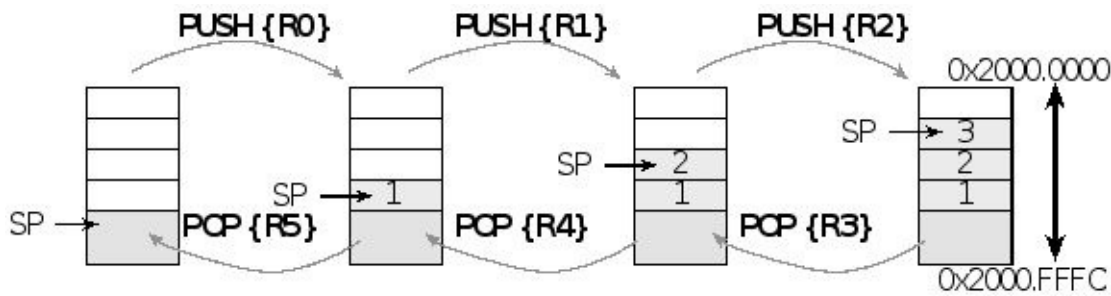 PUSH {R0} PUSH {R1} PUSH {R2}
0x2000.0000
SP 3
SP 2 2
SP 1 1 1
SP POP {R5} POP {R4} POP {R3}
0x2000.FFFC